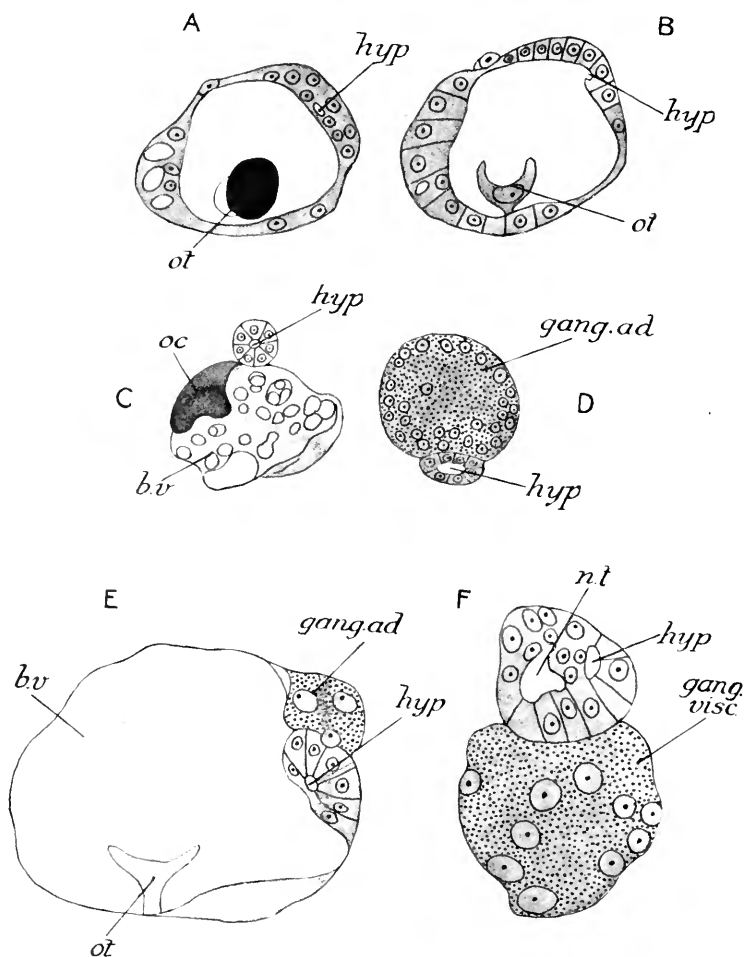 A
hyp
ot
B
hyp
ot
C
hyp
oc
b.v
gang.ad
D
hyp
E
b.v
gang.ad
hyp
ot
F
n.t
hyp
gang.
visc.